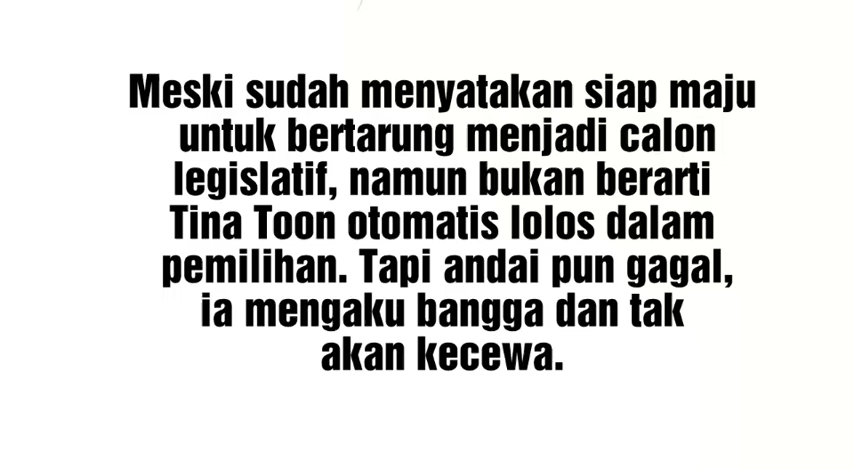 Meski sudah menyatakan siap maju
untuk bertarung menjadi calon
legislatif, namun bukan berarti
Tina Toon otomatis lolos dalam
pemilihan. Tapi andai pun gagal,
ia mengaku bangga dan tak
akan kecewa.